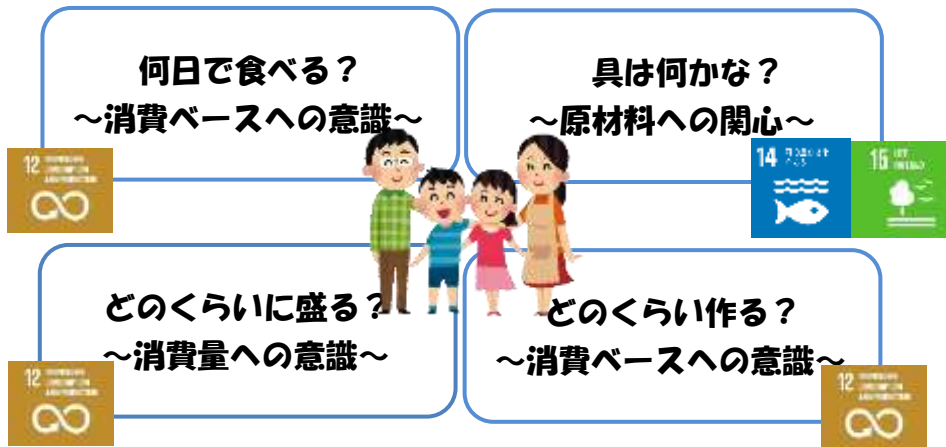 何日で食べる?
~消費ベースへの意識~
具は何かな?
~原材料への関心~
12
14
15
どのくらいに盛る?
~消費量への意識~
どのくらい作る?
~消費ベースへの意識~
12
12